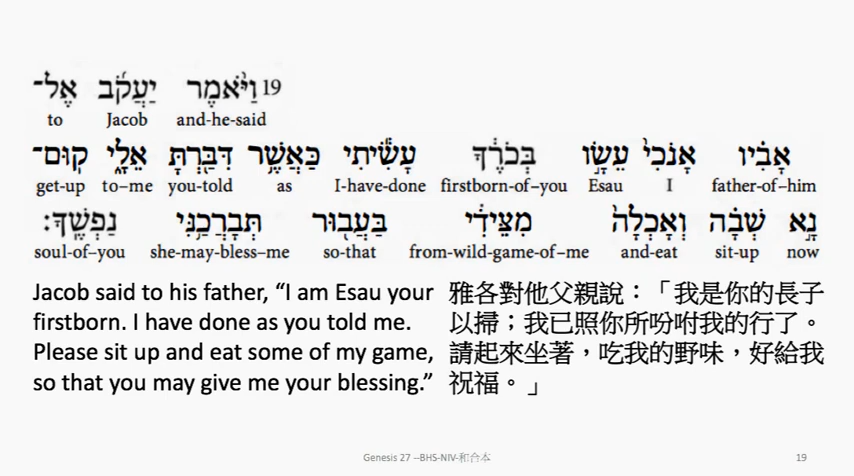 19 וַיֹּ֨אמֶר יַעֲקֹ֜ב אֶל־
to Jacob and-he-said
אָבִ֗יו אָנֹכִי֙ עֵשָׂ֣ו בְּכֹרֶ֔ךָ עָשִׂ֕יתִי כַּאֲשֶׁ֥ר דִּבַּ֖רְתָּ אֵלָ֑י קֽוּם־
get-up to–me you-told as I-have-done firstborn-of–you Esau I father-of–him
נָ֣א שְׁבָ֗ה וְאָכְלָה֙ מִצֵּידִ֔י בַּעֲב֖וּר תְּבָרֲכַ֥נִּי נַפְשֶֽׁךָ׃
soul-of–you she-may-bless–me so-that from-wild-game-of–me and-eat sit-up now
Jacob said to his father, “I am Esau your
firstborn. I have done as you told me.
Please sit up and eat some of my game,
so that you may give me your blessing.”
雅各對他父親說：「我是你的長子
以掃；我已照你所吩咐我的行了。
請起來坐著，吃我的野味，好給我
祝福。」
Genesis 27 --BHS-NIV-和合本
19